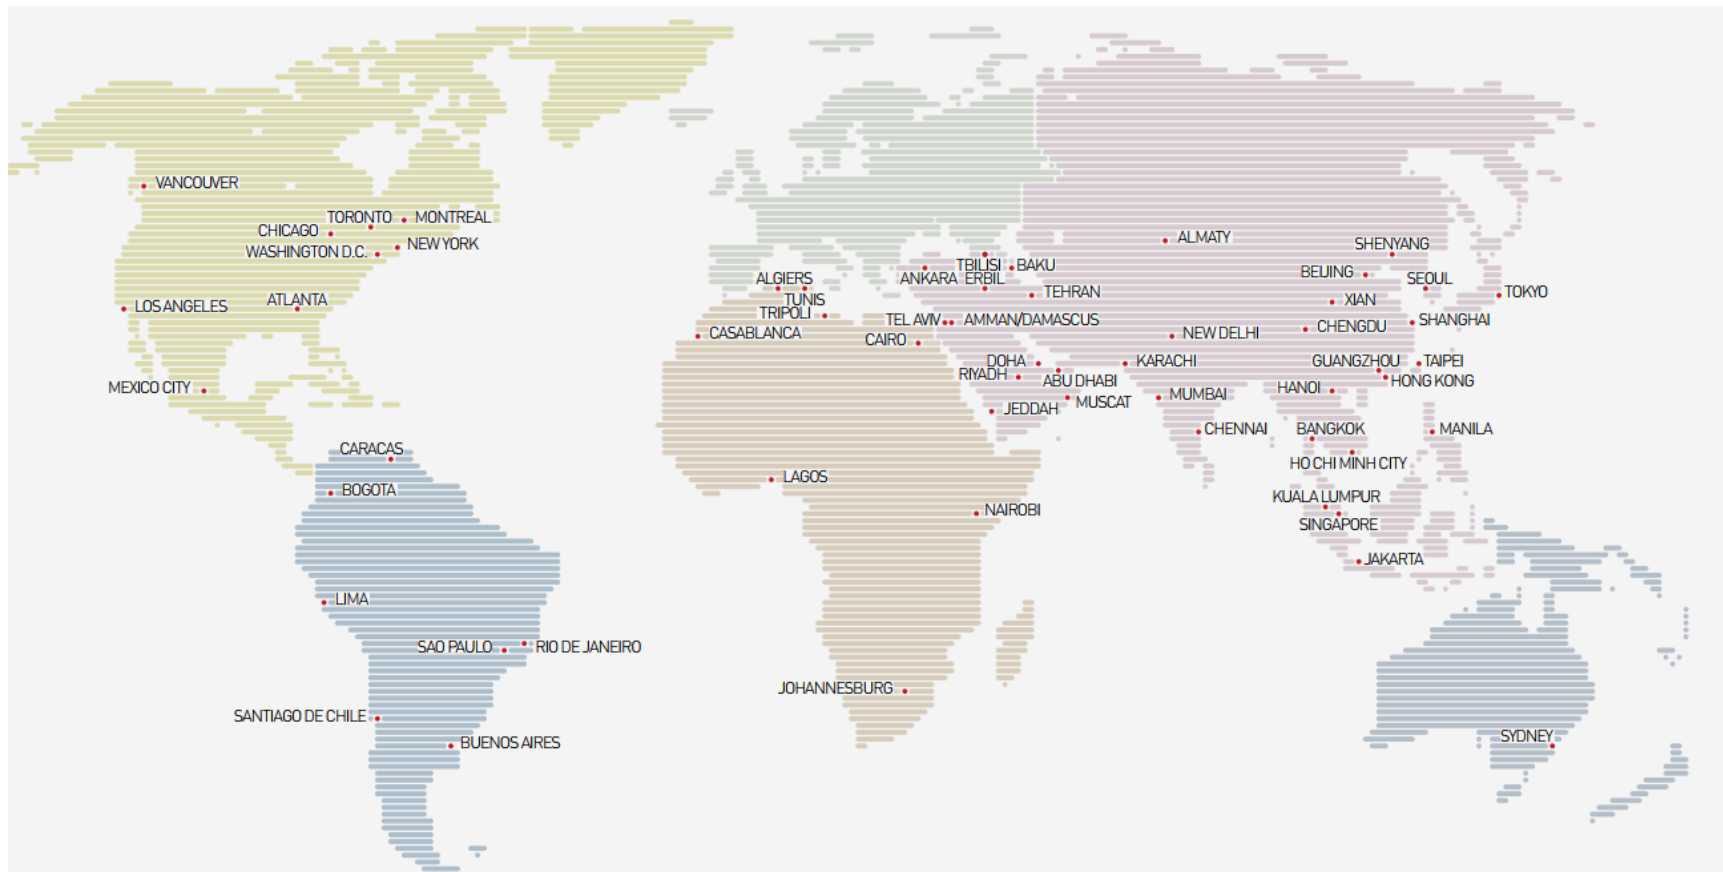 VANCOUVER
TORONTO
MONTREAL
CHICAGO
NEW YORK
WASHINGTON D.C.
LOS ANGELES
ATLANTA
MEXICO CITY
CARACAS
BOGOTA
LIMA
SAO PAULO
RIO DE JANEIRO
SANTIAGO DE CHILE
BUENOS AIRES
ALGIERS
TUNIS
TRIPOLI
CASABLANCA
CAIRO
LAGOS
NAIROBI
JOHANNESBURG
TBILISI
BAKU
ANKARA
ERBIL
TEHRAN
TEL AVIV
AMMAN/DAMASCUS
DOHA
RIYADH
ABU DHABI
MUSCAT
JEDDAH
ALMATY
SHENYANG
BEIJING
SEOUL
TOKYO
XIAN
CHENGDU
SHANGHAI
NEW DELHI
KARACHI
GUANGZHOU
TAIPEI
HONG KONG
HANOI
MUMBAI
CHENNAI
BANGKOK
MANILA
HO CHI MINH CITY
KUALA LUMPUR
SINGAPORE
JAKARTA
SYDNEY